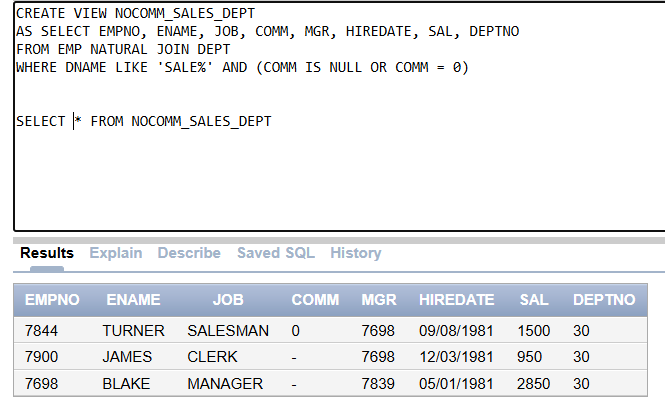 CREATE VIEW NOCOMM_SALES_DEPT
AS SELECT EMPNO, ENAME, JOB, COMM, MGR, HIREDATE, SAL, DEPTNO
FROM EMP NATURAL JOIN DEPT
WHERE DNAME LIKE 'SALE%' AND (COMM IS NULL OR COMM = 0)
SELECT * FROM NOCOMM_SALES_DEPT
Results Explain Describe Saved SQL History
EMPNO ENAME JOB COMM MGR HIREDATE SAL DEPTNO
7844 TURNER SALESMAN 0 7698 09/08/1981 1500 30
7900 JAMES CLERK - 7698 12/03/1981 950 30
7698 BLAKE MANAGER - 7839 05/01/1981 2850 30